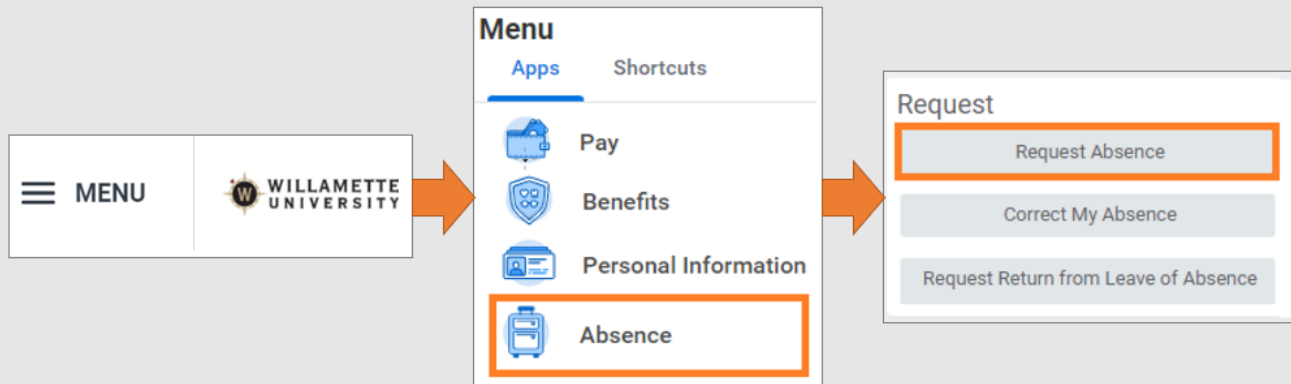 MENU
WILLAMETTE
UNIVERSITY
Menu
Apps Shortcuts
Pay
Benefits
Personal Information
Absence
Request
Request Absence
Correct My Absence
Request Return from Leave of Absence